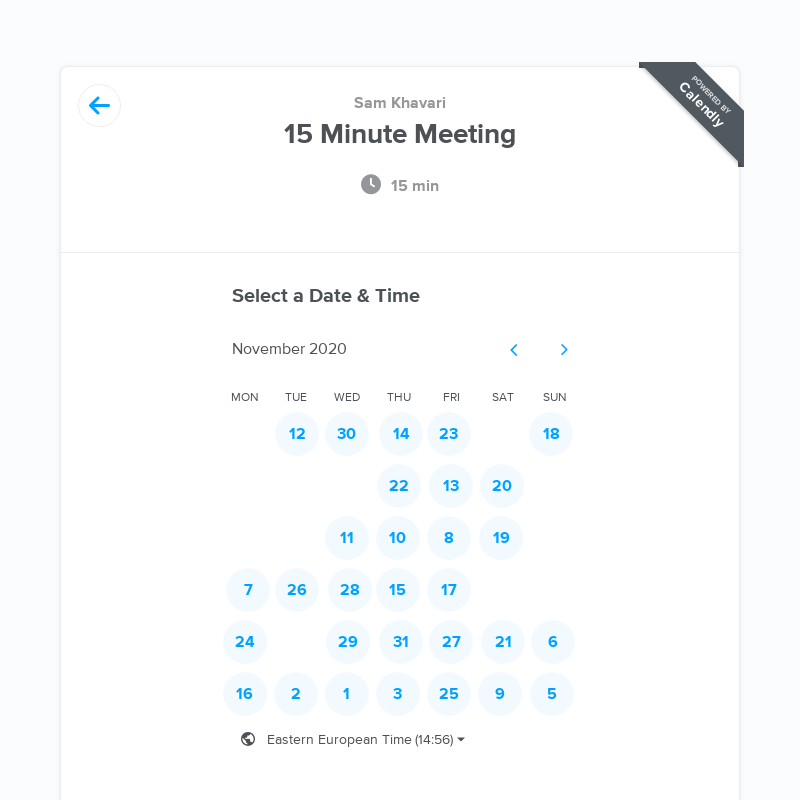 POWERED BY
Calendly
Sam Khavari
15 Minute Meeting
15 min
Select a Date & Time
November 2020
MON TUE WED THU FRI SAT SUN
12 30 14 23 18
22 13 20
11 10 8 19
7 26 28 15 17
24 29 31 27 21 6
16 2 1 3 25 9 5
Eastern European Time (14:56)